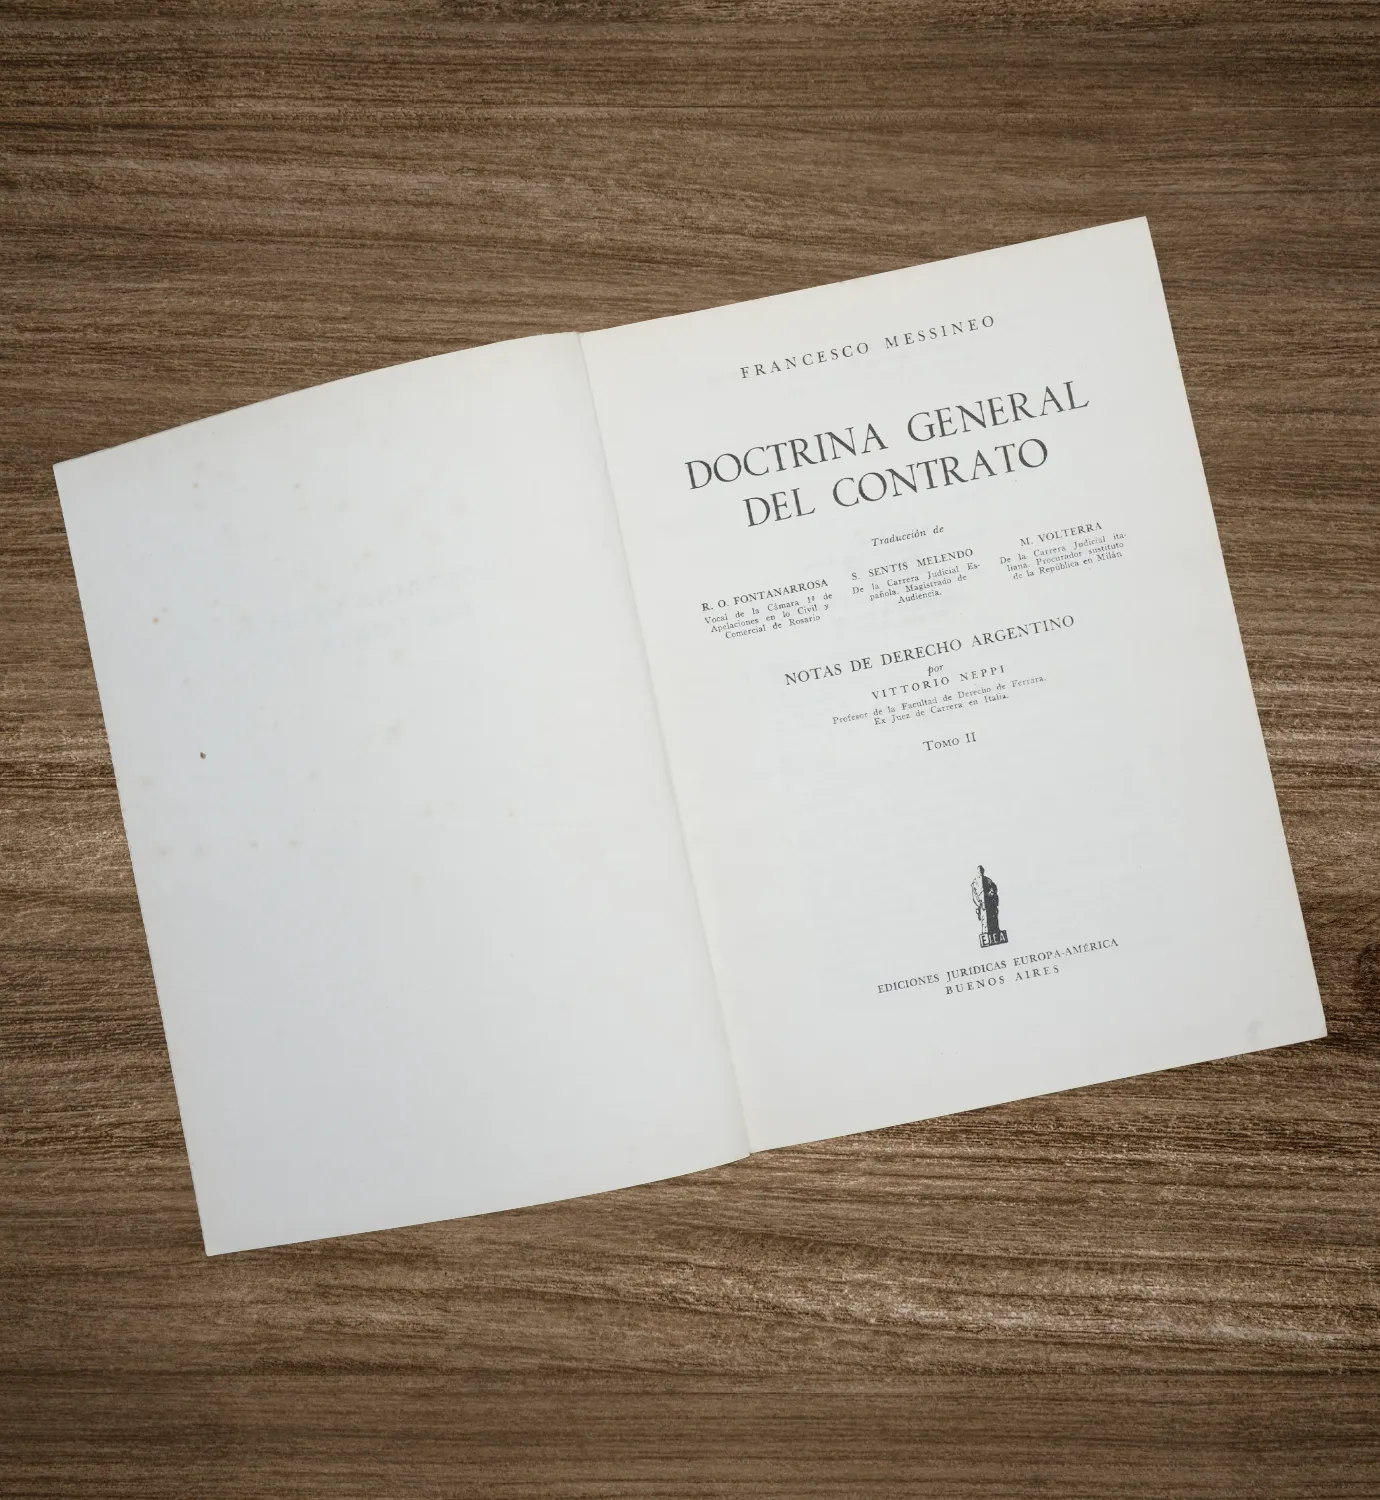 FRANCESCO MESSINEO
DOCTRINA GENERAL
DEL CONTRATO
Traducción de
R. O. FONTANARROSA
Vocal de la Cámara 1ª de
Apelaciones en lo Civil y
Comercial de Rosario
S. SENTÍS MELENDO
De la Carrera Judicial Es-
pañola. Magistrado de
Audiencia.
M. VOLTERRA
De la Carrera Judicial ita-
liana. Procurador sustituto
de la República en Milán
NOTAS DE DERECHO ARGENTINO
por
VITTORIO NEPPI
Profesor de la Facultad de Derecho de Ferrara.
Ex Juez de Carrera en Italia.
TOMO II
EJEA
EDICIONES JURIDICAS EUROPA-AMÉRICA
BUENOS AIRES